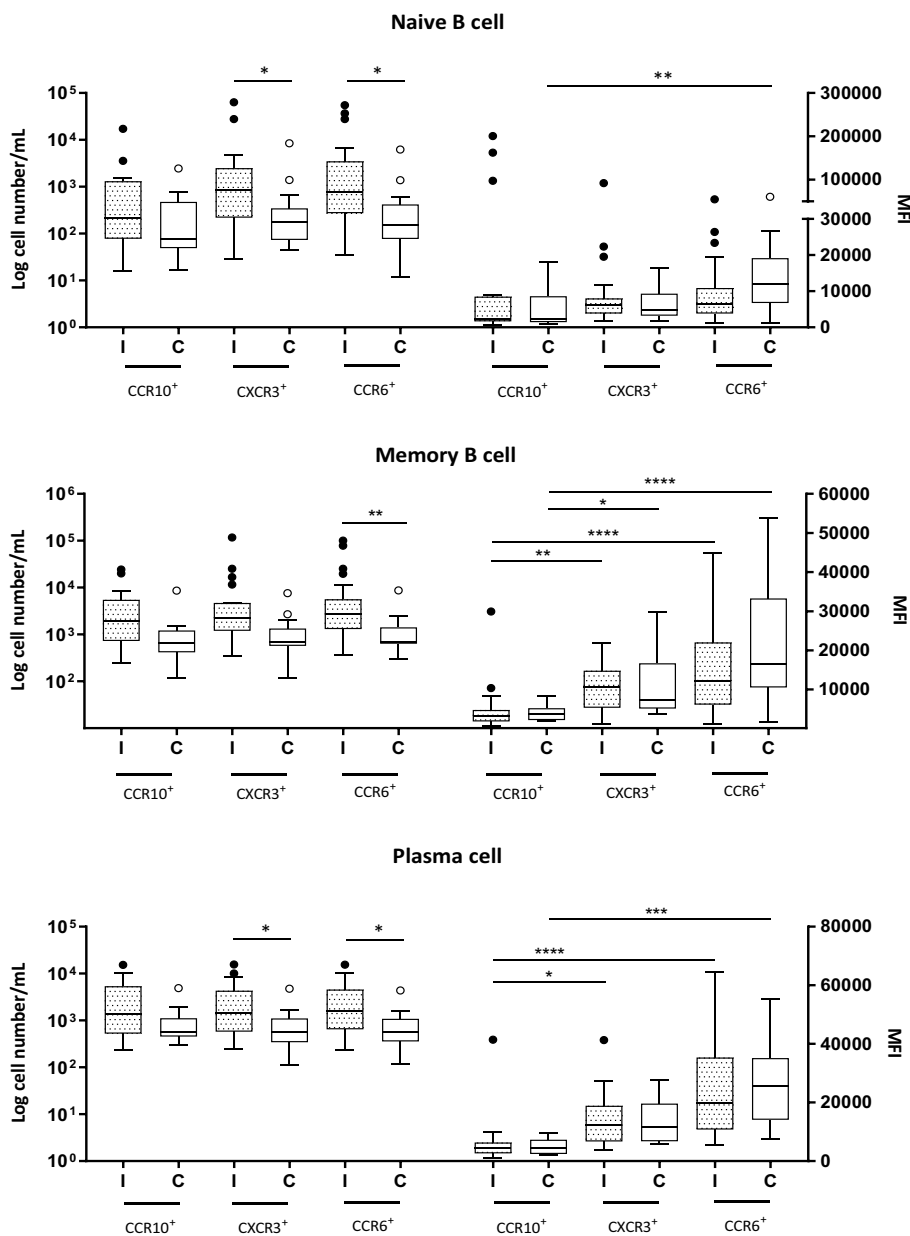 Naive B cell
* * **
10⁵ 300000
10⁴ 200000
10³ 100000
10² 30000
20000
10¹ 10000
10⁰ 0
Log cell number/mL
MFI
I C I C I C I C I C I C
CCR10⁺ CXCR3⁺ CCR6⁺ CCR10⁺ CXCR3⁺ CCR6⁺
Memory B cell
** **** * **** **
10⁶ 60000
10⁵ 50000
10⁴ 40000
10³ 30000
10² 20000
10000
Log cell number/mL
MFI
I C I C I C I C I C I C
CCR10⁺ CXCR3⁺ CCR6⁺ CCR10⁺ CXCR3⁺ CCR6⁺
Plasma cell
* * *** **** *
10⁵ 80000
10⁴ 60000
10³ 40000
10² 20000
10¹ 0
10⁰
Log cell number/mL
MFI
I C I C I C I C I C I C
CCR10⁺ CXCR3⁺ CCR6⁺ CCR10⁺ CXCR3⁺ CCR6⁺